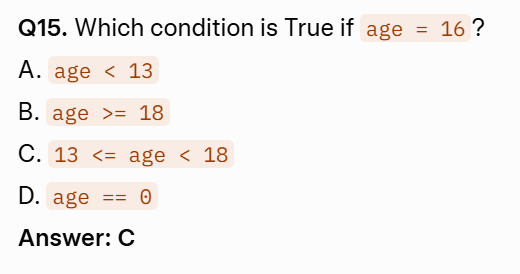 Q15. Which condition is True if age = 16?
A. age < 13
B. age >= 18
C. 13 <= age < 18
D. age == 0
Answer: C